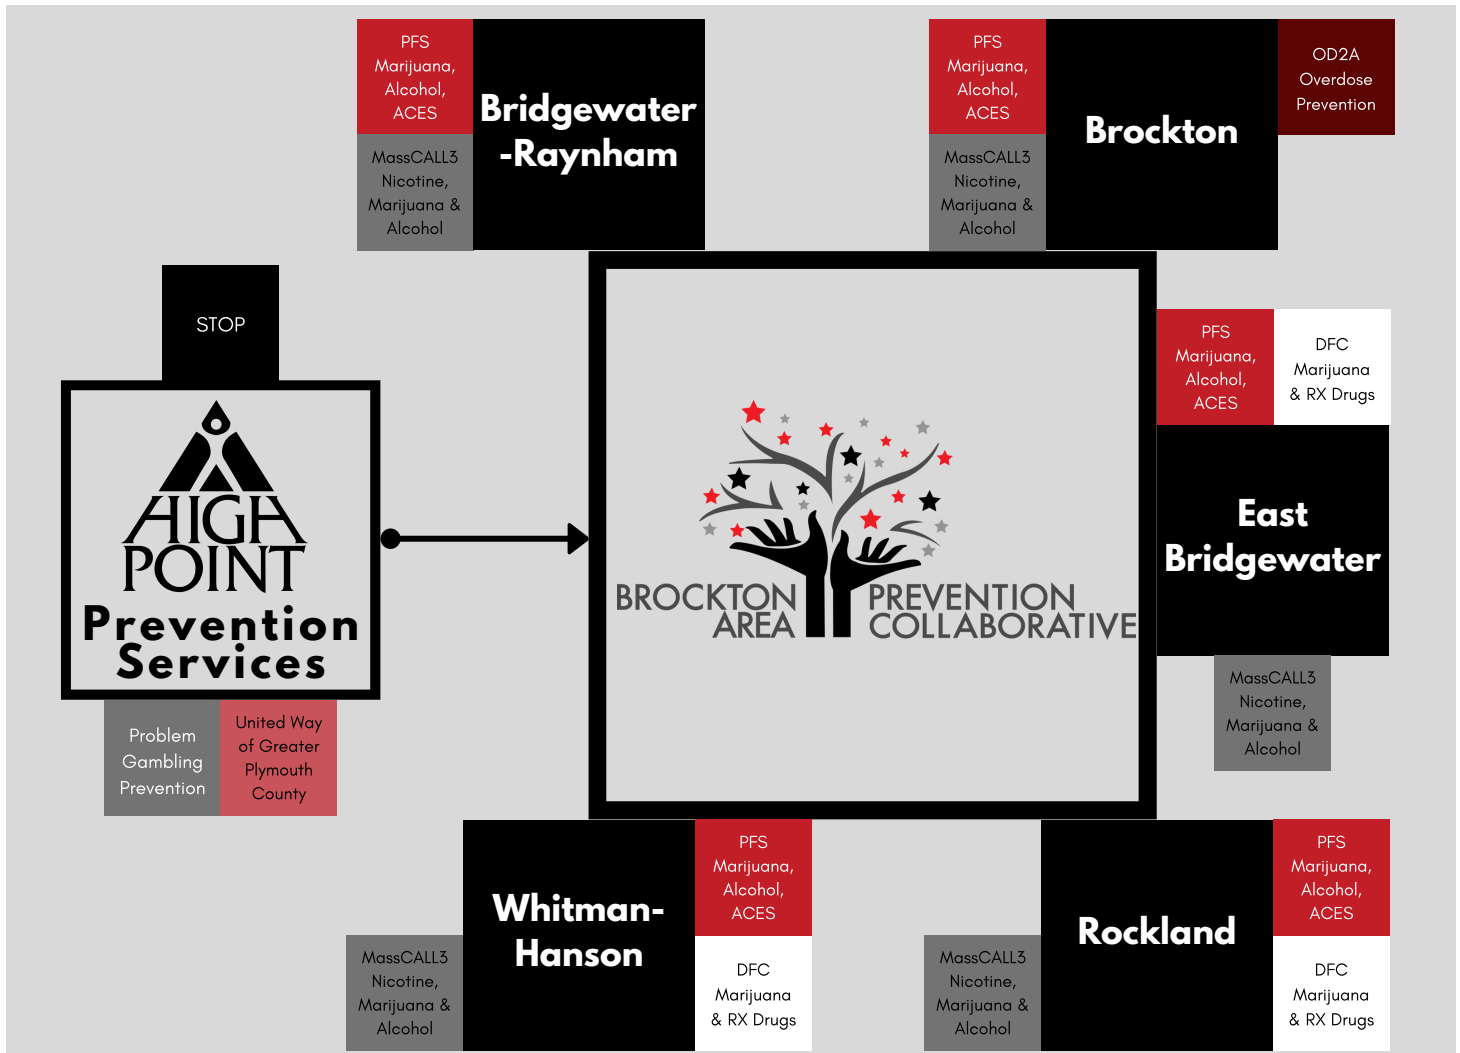 PFS
Marijuana,
Alcohol,
ACES
MassCALL3
Nicotine,
Marijuana &
Alcohol
Bridgewater
-Raynham
PFS
Marijuana,
Alcohol,
ACES
MassCALL3
Nicotine,
Marijuana &
Alcohol
Brockton
OD2A
Overdose
Prevention
STOP
HIGH
POINT
Prevention
Services
Problem
Gambling
Prevention
United Way
of Greater
Plymouth
County
BROCKTON
AREA
PREVENTION
COLLABORATIVE
PFS
Marijuana,
Alcohol,
ACES
DFC
Marijuana
& RX Drugs
East
Bridgewater
MassCALL3
Nicotine,
Marijuana &
Alcohol
MassCALL3
Nicotine,
Marijuana &
Alcohol
Whitman-
Hanson
PFS
Marijuana,
Alcohol,
ACES
DFC
Marijuana
& RX Drugs
MassCALL3
Nicotine,
Marijuana &
Alcohol
Rockland
PFS
Marijuana,
Alcohol,
ACES
DFC
Marijuana
& RX Drugs